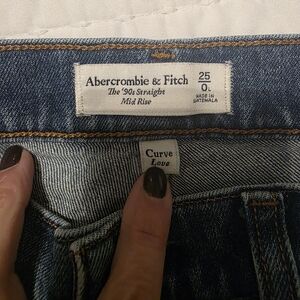 Abercrombie & Fitch
The '90s Straight
Mid Rise
25
0
MADE IN
GUATEMALA
Curve
Love